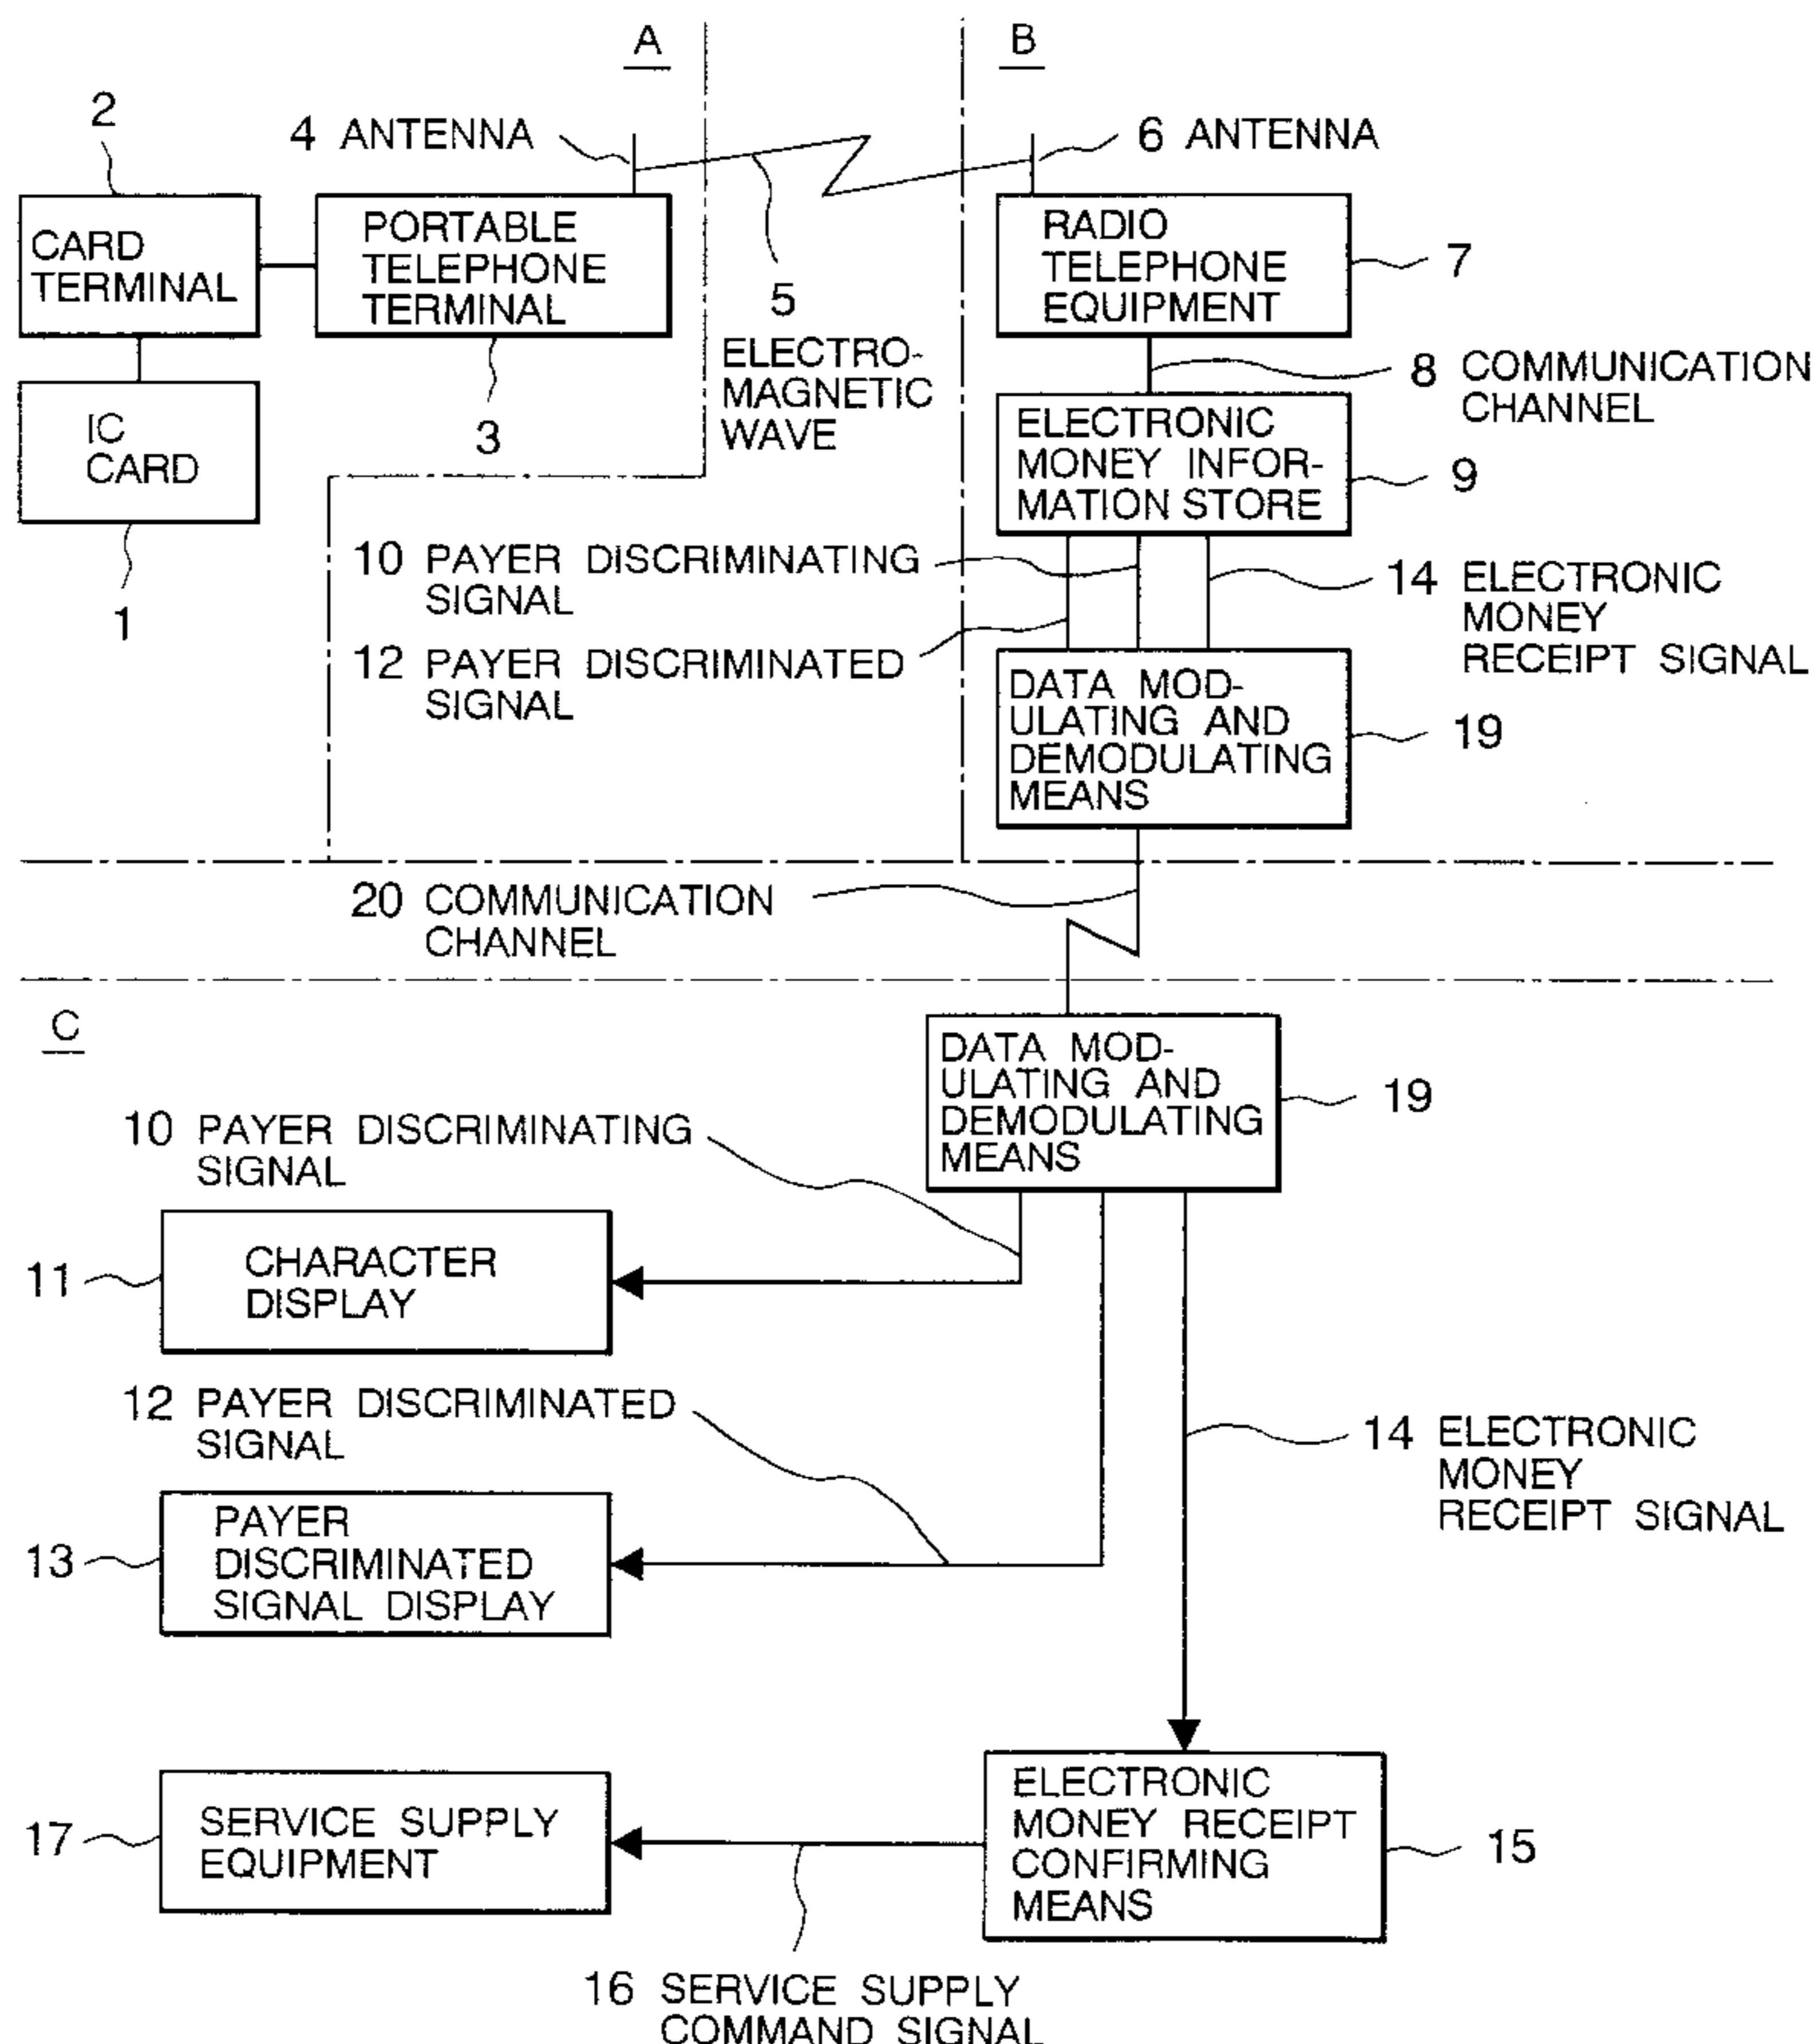 A
B
2
4 ANTENNA
6 ANTENNA
CARD
TERMINAL
PORTABLE
TELEPHONE
TERMINAL
RADIO
TELEPHONE
EQUIPMENT
7
5
ELECTRO-
MAGNETIC
WAVE
8 COMMUNICATION
CHANNEL
IC
CARD
3
1
ELECTRONIC
MONEY INFOR-
MATION STORE
9
10 PAYER DISCRIMINATING
SIGNAL
14 ELECTRONIC
MONEY
RECEIPT SIGNAL
12 PAYER DISCRIMINATED
SIGNAL
DATA MOD-
ULATING AND
DEMODULATING
MEANS
19
20 COMMUNICATION
CHANNEL
C
DATA MOD-
ULATING AND
DEMODULATING
MEANS
19
10 PAYER DISCRIMINATING
SIGNAL
11
CHARACTER
DISPLAY
12 PAYER DISCRIMINATED
SIGNAL
14 ELECTRONIC
MONEY
RECEIPT SIGNAL
13
PAYER
DISCRIMINATED
SIGNAL DISPLAY
17
SERVICE SUPPLY
EQUIPMENT
ELECTRONIC
MONEY RECEIPT
CONFIRMING
MEANS
15
16 SERVICE SUPPLY
COMMAND SIGNAL